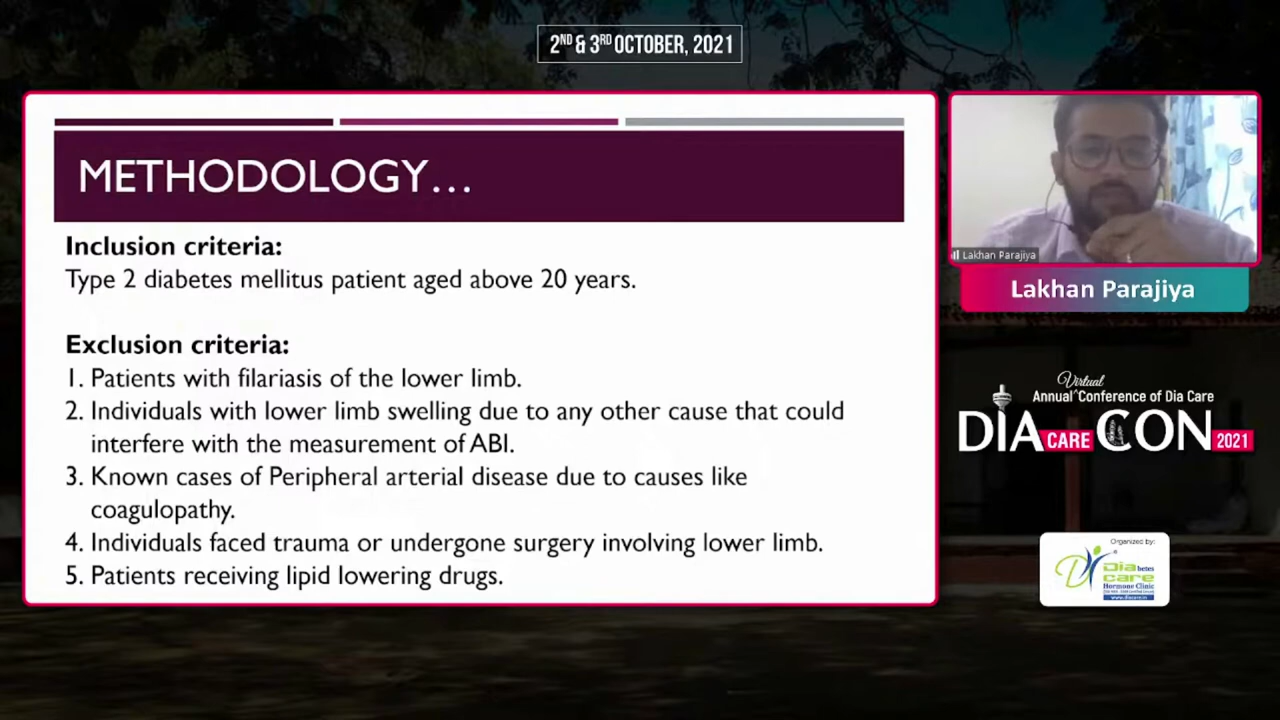 2ND & 3RD OCTOBER, 2021
METHODOLOGY...
Inclusion criteria:
Type 2 diabetes mellitus patient aged above 20 years.
Exclusion criteria:
1. Patients with filariasis of the lower limb.
2. Individuals with lower limb swelling due to any other cause that could
interfere with the measurement of ABI.
3. Known cases of Peripheral arterial disease due to causes like
coagulopathy.
4. Individuals faced trauma or undergone surgery involving lower limb.
5. Patients receiving lipid lowering drugs.
Lakhan Parajiya
Lakhan Parajiya
Virtual
Annual Conference of Dia Care
DIA CARE CON 2021
Organized by:
Diabetes
care
Hormone Clinic